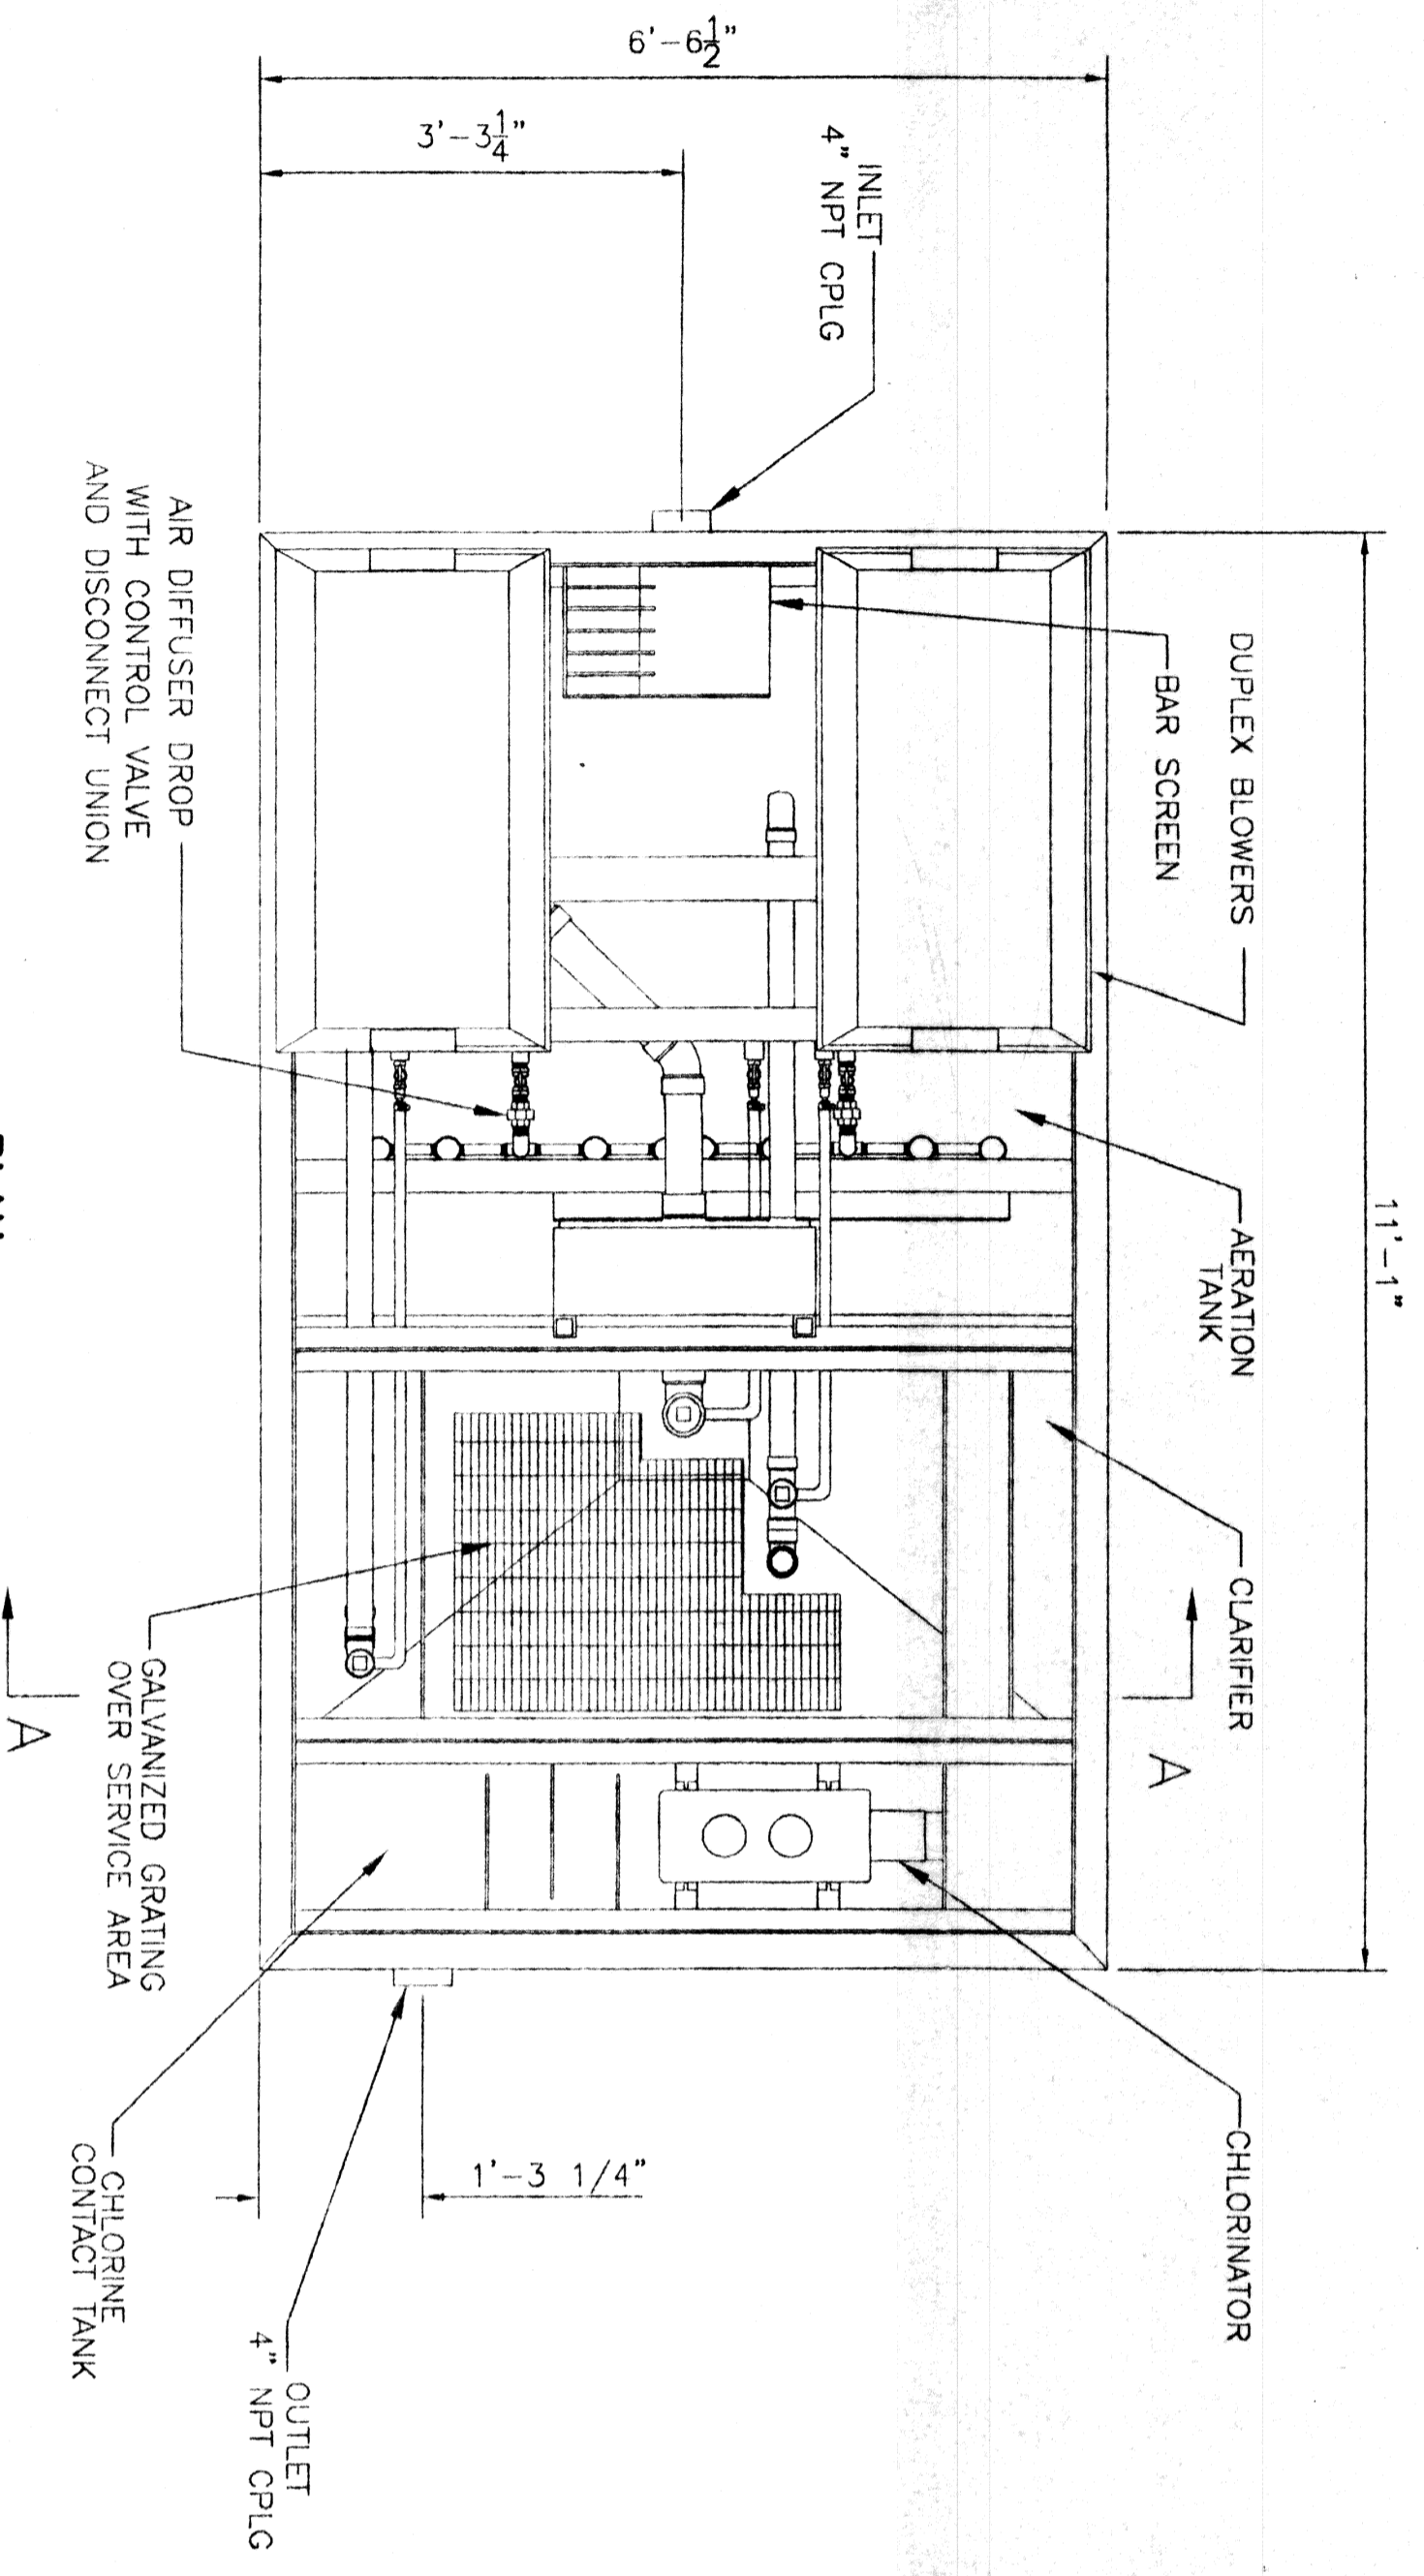 11'-1"
6'-6½"
3'-3¼"
INLET
4" NPT CPLG
DUPLEX BLOWERS
BAR SCREEN
AERATION
TANK
CLARIFIER
A
CHLORINATOR
AIR DIFFUSER DROP
WITH CONTROL VALVE
AND DISCONNECT UNION
GALVANIZED GRATING
OVER SERVICE AREA
A
CHLORINE
CONTACT TANK
1'-3 1/4"
OUTLET
4" NPT CPLG